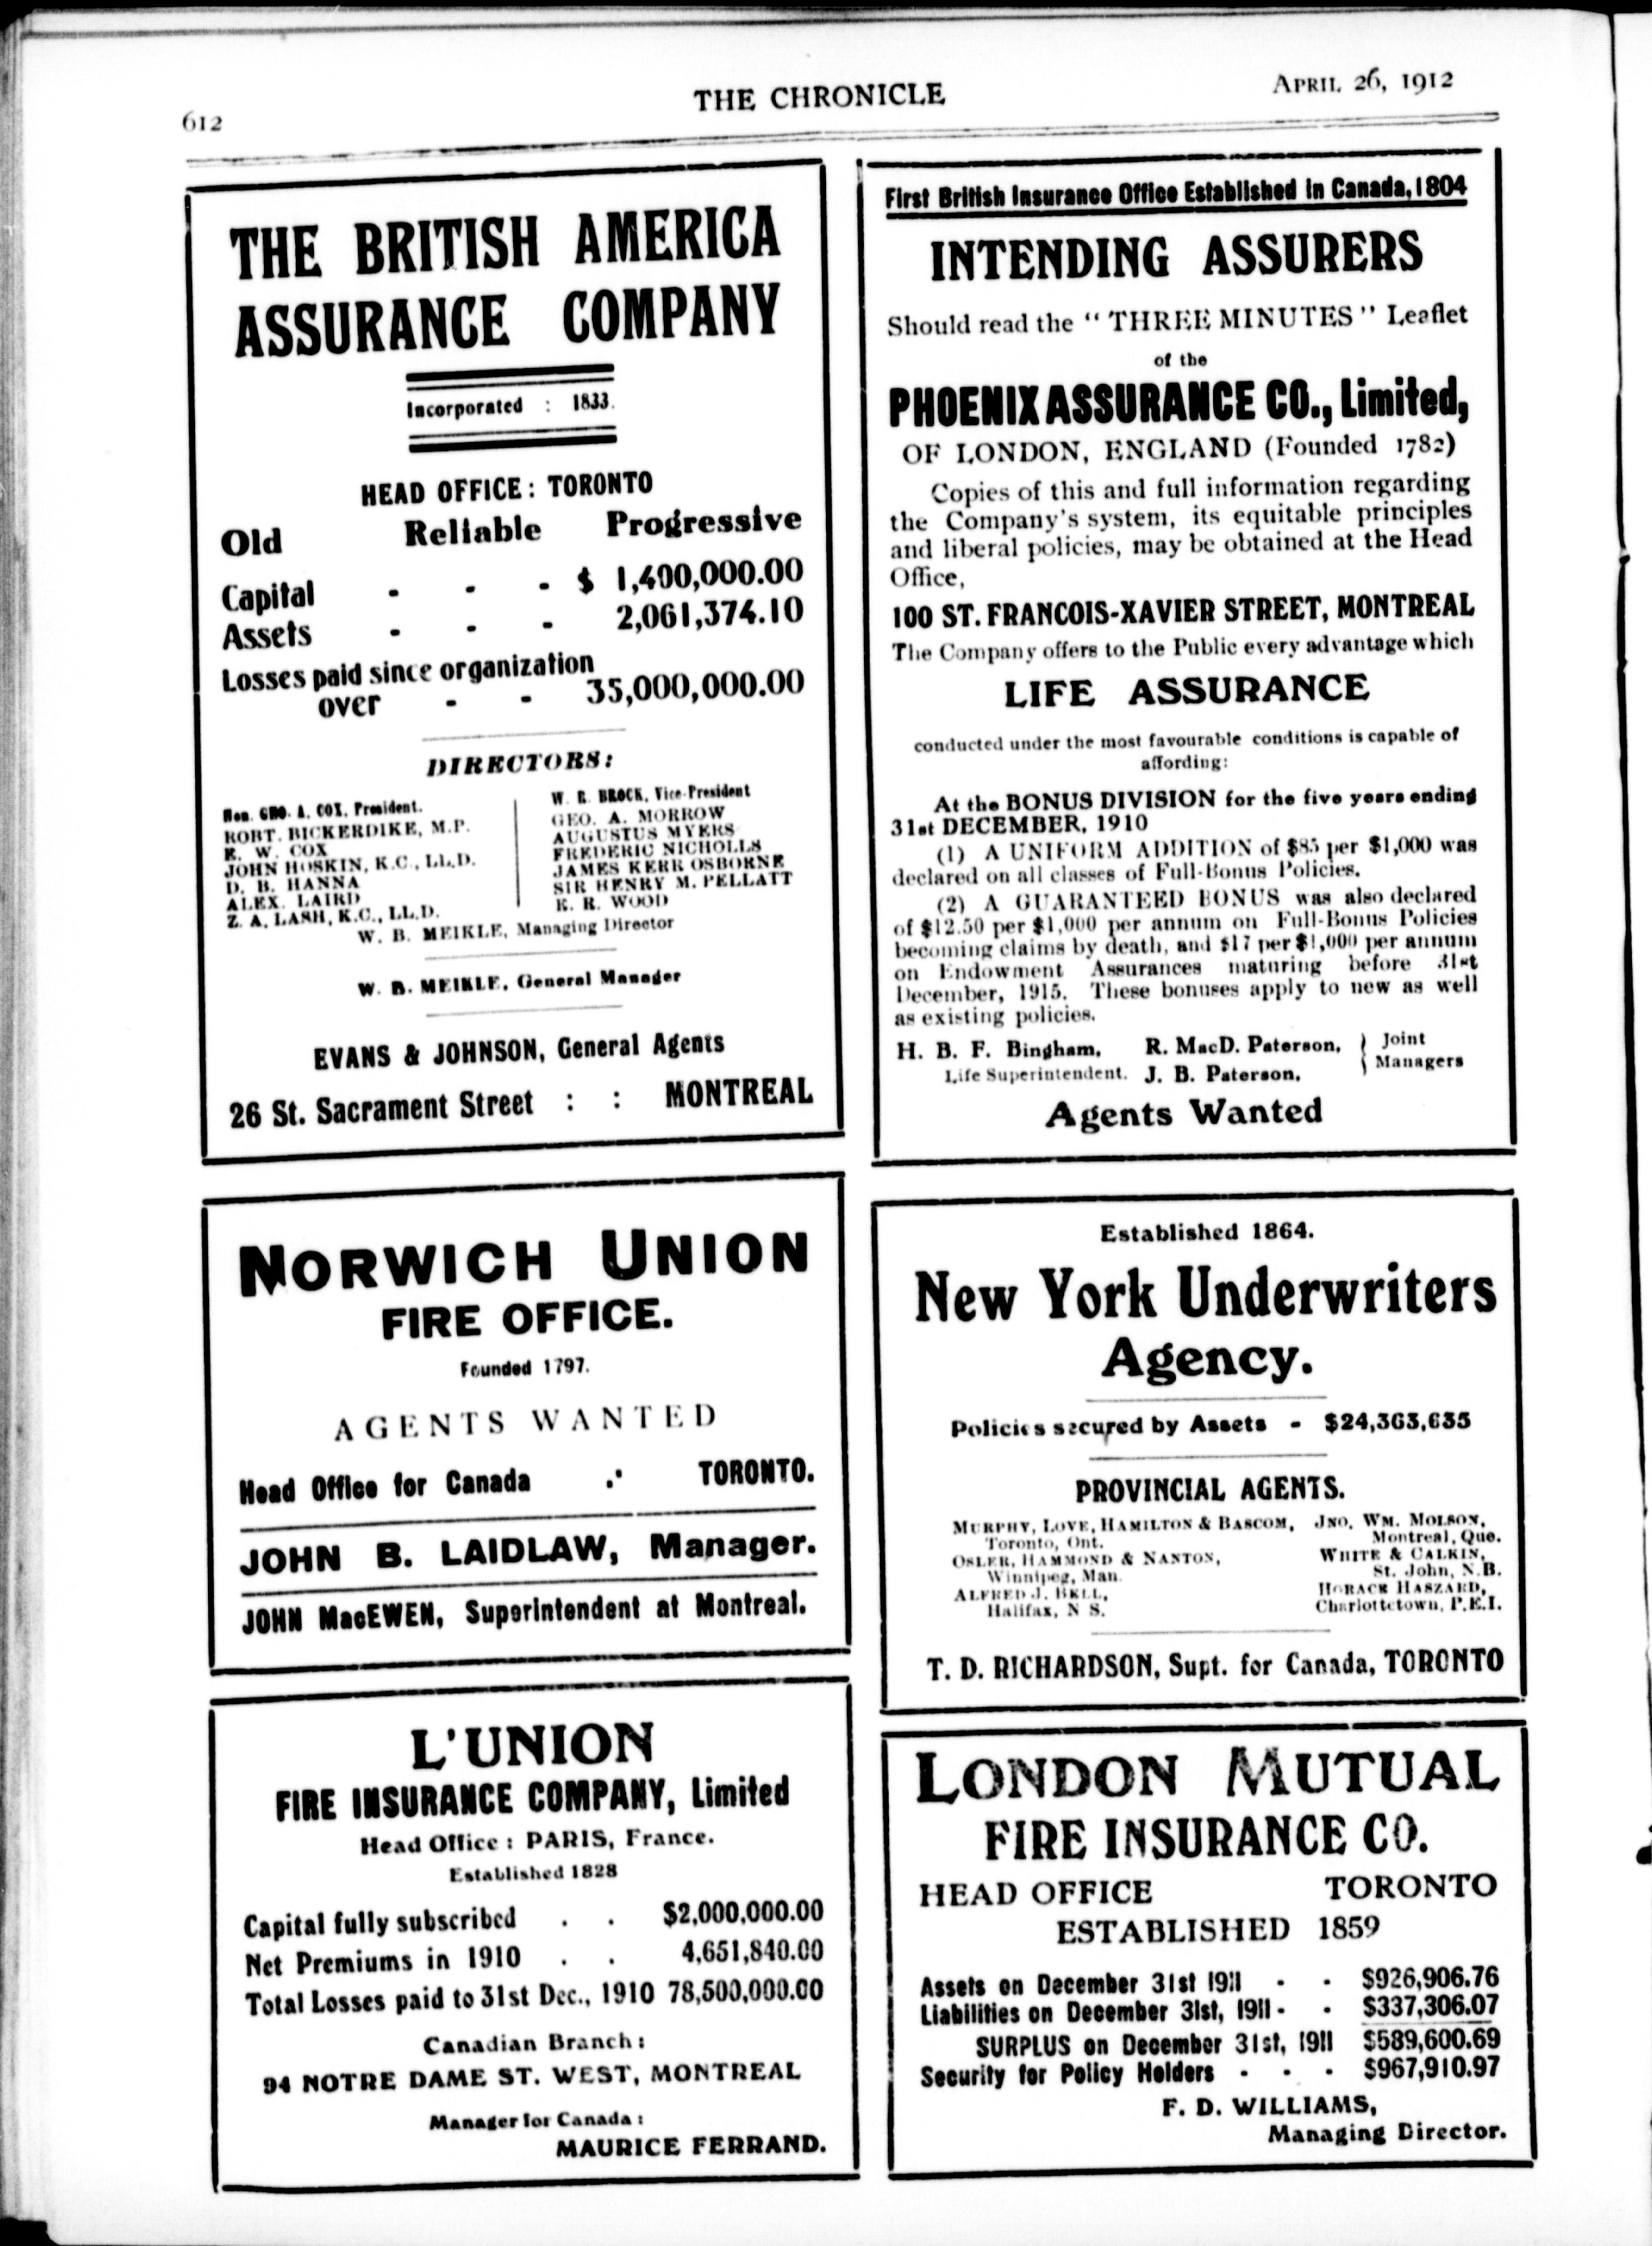 612
THE CHRONICLE
APRIL 26, 1912
THE BRITISH AMERICA
ASSURANCE COMPANY
Incorporated : 1833.
HEAD OFFICE: TORONTO
Old Reliable Progressive
Capital - - - $ 1,400,000.00
Assets - - - 2,061,374.10
Losses paid since organization
over - - 35,000,000.00
DIRECTORS:
Hon. GEO. A. COX, President.
ROBT. BICKERDIKE, M.P.
E. W. COX
JOHN HOSKIN, K.C., LL.D.
D. B. HANNA
ALEX. LAIRD
Z. A. LASH, K.C., LL.D.
W. R. BROCK, Vice-President
GEO. A. MORROW
AUGUSTUS MYERS
FREDERIC NICHOLLS
JAMES KERR OSBORNE
SIR HENRY M. PELLATT
E. R. WOOD
W. B. MEIKLE, Managing Director
W. B. MEIKLE, General Manager
EVANS & JOHNSON, General Agents
26 St. Sacrament Street : : MONTREAL
First British Insurance Office Established in Canada, 1804
INTENDING ASSURERS
Should read the "THREE MINUTES" Leaflet
of the
PHOENIX ASSURANCE CO., Limited,
OF LONDON, ENGLAND (Founded 1782)
Copies of this and full information regarding
the Company's system, its equitable principles
and liberal policies, may be obtained at the Head
Office,
100 ST. FRANCOIS-XAVIER STREET, MONTREAL
The Company offers to the Public every advantage which
LIFE ASSURANCE
conducted under the most favourable conditions is capable of
affording:
At the BONUS DIVISION for the five years ending
31st DECEMBER, 1910
(1) A UNIFORM ADDITION of $85 per $1,000 was
declared on all classes of Full-Bonus Policies.
(2) A GUARANTEED BONUS was also declared
of $12.50 per $1,000 per annum on Full-Bonus Policies
becoming claims by death, and $17 per $1,000 per annum
on Endowment Assurances maturing before 31st
December, 1915. These bonuses apply to new as well
as existing policies.
H. B. F. Bingham, R. MacD. Paterson, } Joint
Life Superintendent. J. B. Paterson, Managers
Agents Wanted
NORWICH UNION
FIRE OFFICE.
Founded 1797.
AGENTS WANTED
Head Office for Canada .· TORONTO.
JOHN B. LAIDLAW, Manager.
JOHN MacEWEN, Superintendent at Montreal.
Established 1864.
New York Underwriters
Agency.
Policies secured by Assets - $24,363,635
PROVINCIAL AGENTS.
MURPHY, LOVE, HAMILTON & BASCOM,
Toronto, Ont.
OSLER, HAMMOND & NANTON,
Winnipeg, Man.
ALFRED J. BELL,
Halifax, N S.
JNO. WM. MOLSON,
Montreal, Que.
WHITE & CALKIN,
St. John, N.B.
HORACE HASZARD,
Charlottetown, P.E.I.
T. D. RICHARDSON, Supt. for Canada, TORONTO
L'UNION
FIRE INSURANCE COMPANY, Limited
Head Office : PARIS, France.
Established 1828
Capital fully subscribed . . $2,000,000.00
Net Premiums in 1910 . . 4,651,840.00
Total Losses paid to 31st Dec., 1910 78,500,000.00
Canadian Branch :
94 NOTRE DAME ST. WEST, MONTREAL
Manager for Canada :
MAURICE FERRAND.
LONDON MUTUAL
FIRE INSURANCE CO.
HEAD OFFICE TORONTO
ESTABLISHED 1859
Assets on December 31st 1911 - - $926,906.76
Liabilities on December 31st, 1911 - - $337,306.07
SURPLUS on December 31st, 1911 $589,600.69
Security for Policy Holders - - - $967,910.97
F. D. WILLIAMS,
Managing Director.